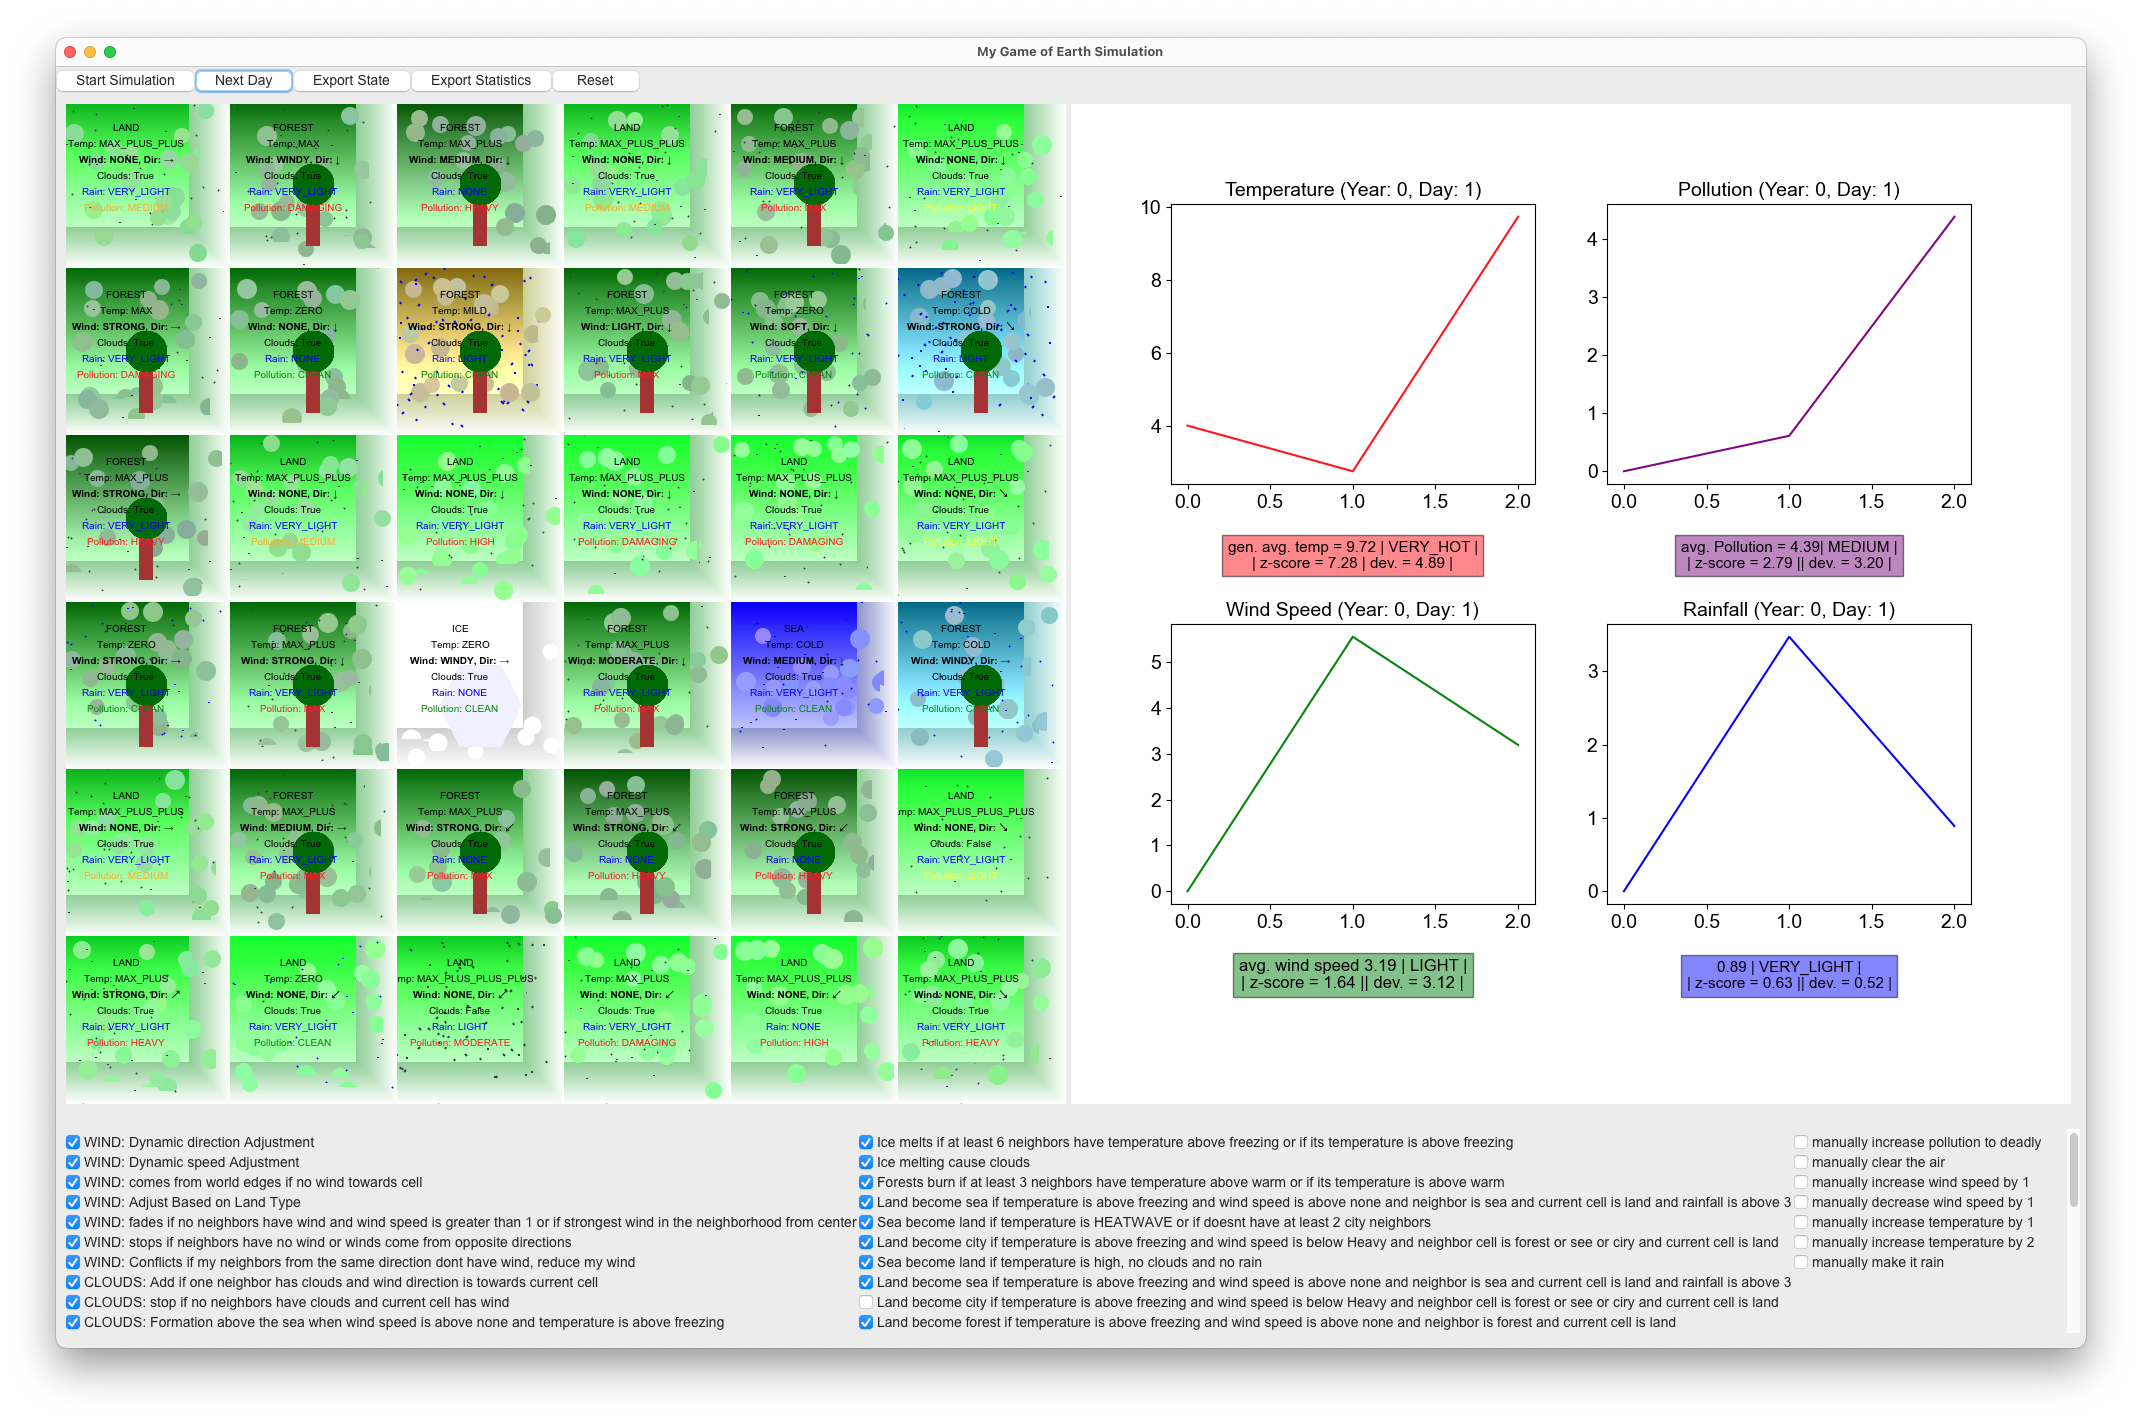 My Game of Earth Simulation
Start Simulation Next Day Export State Export Statistics Reset
LAND FOREST FOREST LAND FOREST LAND
Temp: MAX_PLUS_PLUS Temp: MAX Temp: MAX_PLUS Temp: MAX_PLUS_PLUS Temp: MAX_PLUS Temp: MAX_PLUS_PLUS
Wind: NONE, Dir: → Wind: WINDY, Dir: ↓ Wind: MEDIUM, Dir: ↓ Wind: NONE, Dir: ↓ Wind: MEDIUM, Dir: ↓ Wind: NONE, Dir: ↓
Clouds: True Clouds: True Clouds: True Clouds: True Clouds: True Clouds: True
Rain: VERY_LIGHT Rain: VERY_LIGHT Rain: NONE Rain: VERY_LIGHT Rain: VERY_LIGHT Rain: VERY_LIGHT
Pollution: MEDIUM Pollution: DAMAGING Pollution: HEAVY Pollution: MEDIUM Pollution: MAX Pollution: LIGHT
FOREST FOREST FOREST FOREST FOREST FOREST
Temp: MAX Temp: ZERO Temp: MILD Temp: MAX_PLUS Temp: ZERO Temp: COLD
Wind: STRONG, Dir: → Wind: NONE, Dir: ↓ Wind: STRONG, Dir: ↓ Wind: LIGHT, Dir: ↓ Wind: SOFT, Dir: ↓ Wind: STRONG, Dir: ↘
Clouds: True Clouds: True Clouds: True Clouds: True Clouds: True Clouds: True
Rain: VERY_LIGHT Rain: NONE Rain: LIGHT Rain: VERY_LIGHT Rain: VERY_LIGHT Rain: LIGHT
Pollution: DAMAGING Pollution: CLEAN Pollution: CLEAN Pollution: MAX Pollution: CLEAN Pollution: CLEAN
FOREST LAND LAND LAND LAND LAND
Temp: MAX_PLUS Temp: MAX_PLUS_PLUS Temp: MAX_PLUS_PLUS Temp: MAX_PLUS_PLUS Temp: MAX_PLUS_PLUS Temp: MAX_PLUS_PLUS
Wind: STRONG, Dir: → Wind: NONE, Dir: ↓ Wind: NONE, Dir: ↓ Wind: NONE, Dir: ↓ Wind: NONE, Dir: ↓ Wind: NONE, Dir: ↘
Clouds: True Clouds: True Clouds: True Clouds: True Clouds: True Clouds: True
Rain: VERY_LIGHT Rain: VERY_LIGHT Rain: VERY_LIGHT Rain: VERY_LIGHT Rain: VERY_LIGHT Rain: VERY_LIGHT
Pollution: HEAVY Pollution: MEDIUM Pollution: HIGH Pollution: DAMAGING Pollution: DAMAGING Pollution: LIGHT
FOREST FOREST ICE FOREST SEA FOREST
Temp: ZERO Temp: MAX_PLUS Temp: ZERO Temp: MAX_PLUS Temp: COLD Temp: COLD
Wind: STRONG, Dir: → Wind: STRONG, Dir: ↓ Wind: WINDY, Dir: → Wind: MODERATE, Dir: ↓ Wind: MEDIUM, Dir: ↓ Wind: WINDY, Dir: →
Clouds: True Clouds: True Clouds: True Clouds: True Clouds: True Clouds: True
Rain: VERY_LIGHT Rain: VERY_LIGHT Rain: NONE Rain: VERY_LIGHT Rain: VERY_LIGHT Rain: VERY_LIGHT
Pollution: CLEAN Pollution: MAX Pollution: CLEAN Pollution: MAX Pollution: CLEAN Pollution: CLEAN
LAND FOREST FOREST FOREST FOREST LAND
Temp: MAX_PLUS_PLUS Temp: MAX_PLUS Temp: MAX_PLUS Temp: MAX_PLUS Temp: MAX_PLUS mp: MAX_PLUS_PLUS_PLUS
Wind: NONE, Dir: → Wind: MEDIUM, Dir: → Wind: STRONG, Dir: ↙ Wind: STRONG, Dir: ↙ Wind: STRONG, Dir: ↙ Wind: NONE, Dir: ↘
Clouds: True Clouds: True Clouds: True Clouds: True Clouds: True Clouds: False
Rain: VERY_LIGHT Rain: VERY_LIGHT Rain: NONE Rain: NONE Rain: NONE Rain: VERY_LIGHT
Pollution: MEDIUM Pollution: MAX Pollution: MAX Pollution: HEAVY Pollution: HEAVY Pollution: LIGHT
LAND LAND LAND LAND LAND LAND
Temp: MAX_PLUS Temp: ZERO mp: MAX_PLUS_PLUS_PLUS Temp: MAX_PLUS Temp: MAX_PLUS_PLUS Temp: MAX_PLUS_PLUS
Wind: STRONG, Dir: ↗ Wind: NONE, Dir: ↙ Wind: NONE, Dir: ↙ Wind: NONE, Dir: ↙ Wind: NONE, Dir: ↙ Wind: NONE, Dir: ↘
Clouds: True Clouds: True Clouds: False Clouds: True Clouds: True Clouds: True
Rain: VERY_LIGHT Rain: VERY_LIGHT Rain: LIGHT Rain: VERY_LIGHT Rain: NONE Rain: VERY_LIGHT
Pollution: HEAVY Pollution: CLEAN Pollution: MODERATE Pollution: DAMAGING Pollution: HIGH Pollution: HEAVY
Temperature (Year: 0, Day: 1)
10
8
6
4
0.0 0.5 1.0 1.5 2.0
gen. avg. temp = 9.72 | VERY_HOT |
| z-score = 7.28 | dev. = 4.89 |
Pollution (Year: 0, Day: 1)
4
3
2
1
0
0.0 0.5 1.0 1.5 2.0
avg. Pollution = 4.39| MEDIUM |
| z-score = 2.79 || dev. = 3.20 |
Wind Speed (Year: 0, Day: 1)
5
4
3
2
1
0
0.0 0.5 1.0 1.5 2.0
avg. wind speed 3.19 | LIGHT |
| z-score = 1.64 || dev. = 3.12 |
Rainfall (Year: 0, Day: 1)
3
2
1
0
0.0 0.5 1.0 1.5 2.0
0.89 | VERY_LIGHT |
| z-score = 0.63 || dev. = 0.52 |
WIND: Dynamic direction Adjustment
WIND: Dynamic speed Adjustment
WIND: comes from world edges if no wind towards cell
WIND: Adjust Based on Land Type
WIND: fades if no neighbors have wind and wind speed is greater than 1 or if strongest wind in the neighborhood from center
WIND: stops if neighbors have no wind or winds come from opposite directions
WIND: Conflicts if my neighbors from the same direction dont have wind, reduce my wind
CLOUDS: Add if one neighbor has clouds and wind direction is towards current cell
CLOUDS: stop if no neighbors have clouds and current cell has wind
CLOUDS: Formation above the sea when wind speed is above none and temperature is above freezing
Ice melts if at least 6 neighbors have temperature above freezing or if its temperature is above freezing
Ice melting cause clouds
Forests burn if at least 3 neighbors have temperature above warm or if its temperature is above warm
Land become sea if temperature is above freezing and wind speed is above none and neighbor is sea and current cell is land and rainfall is above 3
Sea become land if temperature is HEATWAVE or if doesnt have at least 2 city neighbors
Land become city if temperature is above freezing and wind speed is below Heavy and neighbor cell is forest or see or ciry and current cell is land
Sea become land if temperature is high, no clouds and no rain
Land become sea if temperature is above freezing and wind speed is above none and neighbor is sea and current cell is land and rainfall is above 3
Land become city if temperature is above freezing and wind speed is below Heavy and neighbor cell is forest or see or ciry and current cell is land
Land become forest if temperature is above freezing and wind speed is above none and neighbor is forest and current cell is land
manually increase pollution to deadly
manually clear the air
manually increase wind speed by 1
manually decrease wind speed by 1
manually increase temperature by 1
manually increase temperature by 2
manually make it rain